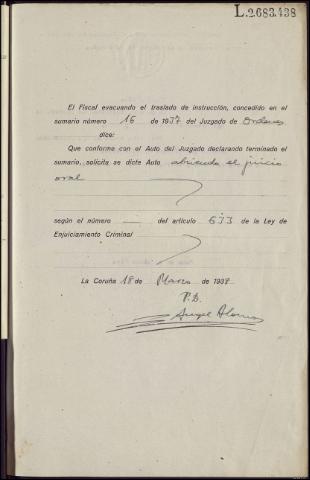 L.2683.438
El Fiscal evacuando el traslado de instrucción, concedido en el
sumario número 16 de 1937 del Juzgado de Ordenes
dice:
Que conforme con el Auto del Juzgado declarando terminado el
sumario, solicita se dicte Auto abriendo el juicio
oral
según el número — del artículo 633 de la Ley de
Enjuiciamiento Criminal
La Coruña 18 de Marzo de 1937
P.D.
Angel Alonso